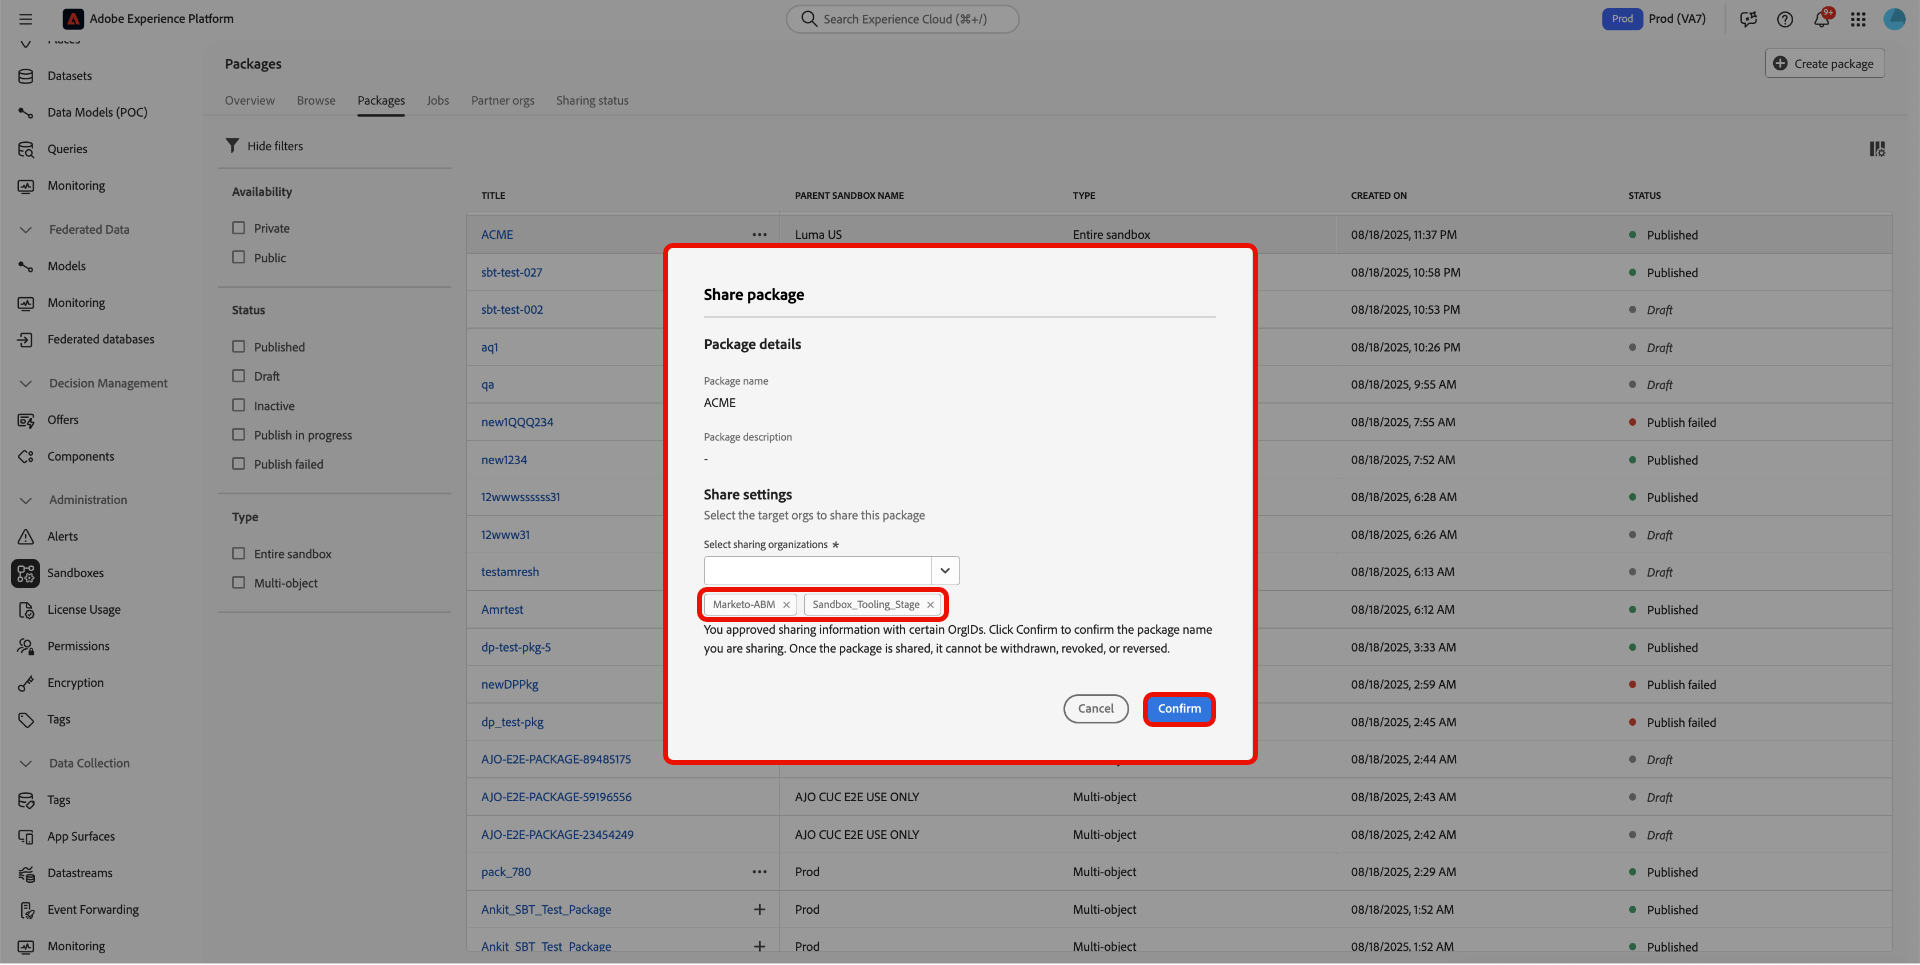 Adobe Experience Platform
Search Experience Cloud (⌘+/)
Prod
Prod (VA7)
9+
Places
Datasets
Data Models (POC)
Queries
Monitoring
Federated Data
Models
Monitoring
Federated databases
Decision Management
Offers
Components
Administration
Alerts
Sandboxes
License Usage
Permissions
Encryption
Tags
Data Collection
Tags
App Surfaces
Datastreams
Event Forwarding
Monitoring
Packages
Create package
Overview
Browse
Packages
Jobs
Partner orgs
Sharing status
Hide filters
Availability
Private
Public
Status
Published
Draft
Inactive
Publish in progress
Publish failed
Type
Entire sandbox
Multi-object
TITLE PARENT SANDBOX NAME TYPE CREATED ON STATUS
ACME Luma US Entire sandbox 08/18/2025, 11:37 PM Published
sbt-test-027 08/18/2025, 10:58 PM Published
sbt-test-002 08/18/2025, 10:53 PM Draft
aq1 08/18/2025, 10:26 PM Draft
qa 08/18/2025, 9:55 AM Draft
new1QQQ234 08/18/2025, 7:55 AM Publish failed
new1234 08/18/2025, 7:52 AM Published
12wwwssssss31 08/18/2025, 6:28 AM Published
12www31 08/18/2025, 6:26 AM Draft
testamresh 08/18/2025, 6:13 AM Draft
Amrtest 08/18/2025, 6:12 AM Published
dp-test-pkg-5 08/18/2025, 3:33 AM Published
newDPPkg 08/18/2025, 2:59 AM Publish failed
dp_test-pkg 08/18/2025, 2:45 AM Publish failed
AJO-E2E-PACKAGE-89485175 08/18/2025, 2:44 AM Draft
AJO-E2E-PACKAGE-59196556 AJO CUC E2E USE ONLY Multi-object 08/18/2025, 2:43 AM Draft
AJO-E2E-PACKAGE-23454249 AJO CUC E2E USE ONLY Multi-object 08/18/2025, 2:42 AM Draft
pack_780 Prod Multi-object 08/18/2025, 2:29 AM Published
Ankit_SBT_Test_Package Prod Multi-object 08/18/2025, 1:52 AM Published
Ankit_SBT_Test_Package Prod Multi-object 08/18/2025, 1:52 AM Published
Share package
Package details
Package name
ACME
Package description
-
Share settings
Select the target orgs to share this package
Select sharing organizations *
Marketo-ABM
Sandbox_Tooling_Stage
You approved sharing information with certain OrgIDs. Click Confirm to confirm the package name
you are sharing. Once the package is shared, it cannot be withdrawn, revoked, or reversed.
Cancel
Confirm